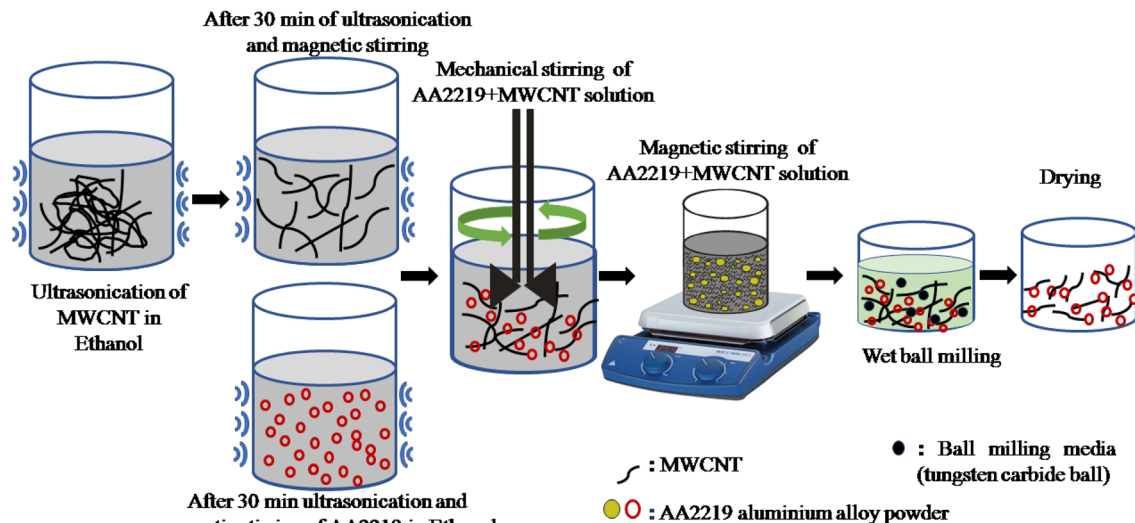 After 30 min of ultrasonication
and magnetic stirring
Mechanical stirring of
AA2219+MWCNT solution
Magnetic stirring of
AA2219+MWCNT solution
Drying
Ultrasonication of
MWCNT in
Ethanol
Wet ball milling
: MWCNT
: Ball milling media
(tungsten carbide ball)
: AA2219 aluminium alloy powder
After 30 min ultrasonication and